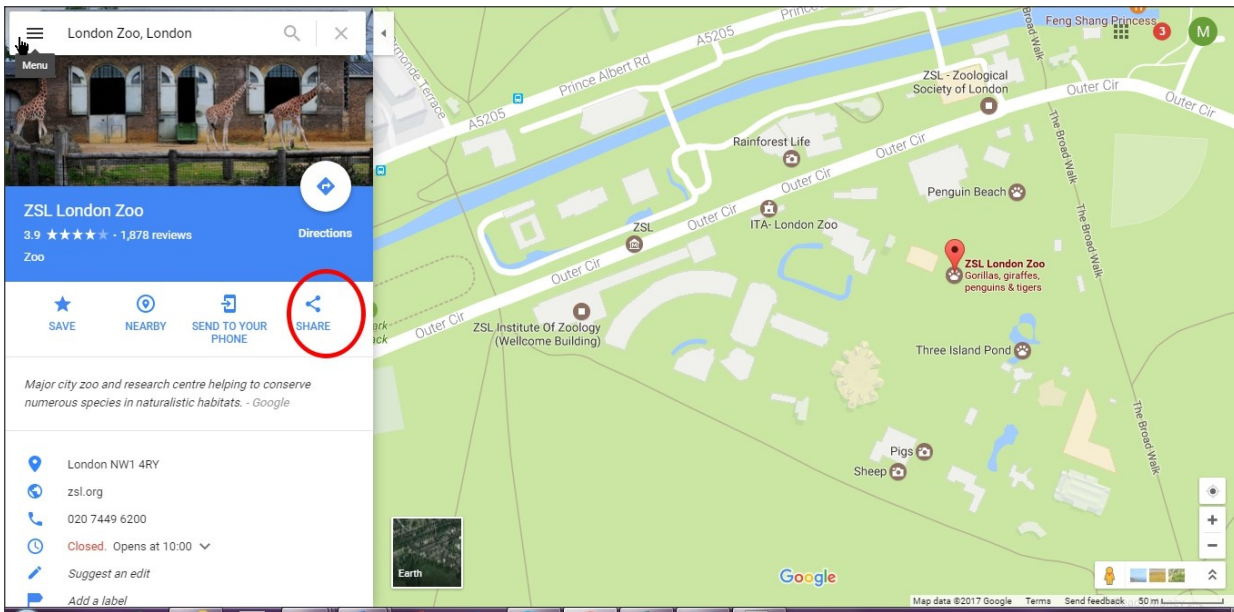 London Zoo, London
Menu
ZSL London Zoo
3.9 ★★★★★ - 1,878 reviews
Zoo
Directions
SAVE
NEARBY
SEND TO YOUR
PHONE
SHARE
Major city zoo and research centre helping to conserve
numerous species in naturalistic habitats. - Google
London NW1 4RY
zsl.org
020 7449 6200
Closed. Opens at 10:00
Suggest an edit
Add a label
Earth
A5205
Prince Albert Rd
A5205
Feng Shang Princess
3
M
ZSL - Zoological
Society of London
Outer Cir
Outer Cir
The Broad Walk
Rainforest Life
Outer Cir
Outer Cir
Penguin Beach
ITA- London Zoo
Outer Cir
ZSL
The Broad Walk
Outer Cir
ZSL London Zoo
Gorillas, giraffes,
penguins & tigers
Outer Cir
ZSL Institute Of Zoology
(Wellcome Building)
Three Island Pond
The Broad Walk
Pigs
Sheep
Google
Map data ©2017 Google Terms Send feedback 50 m